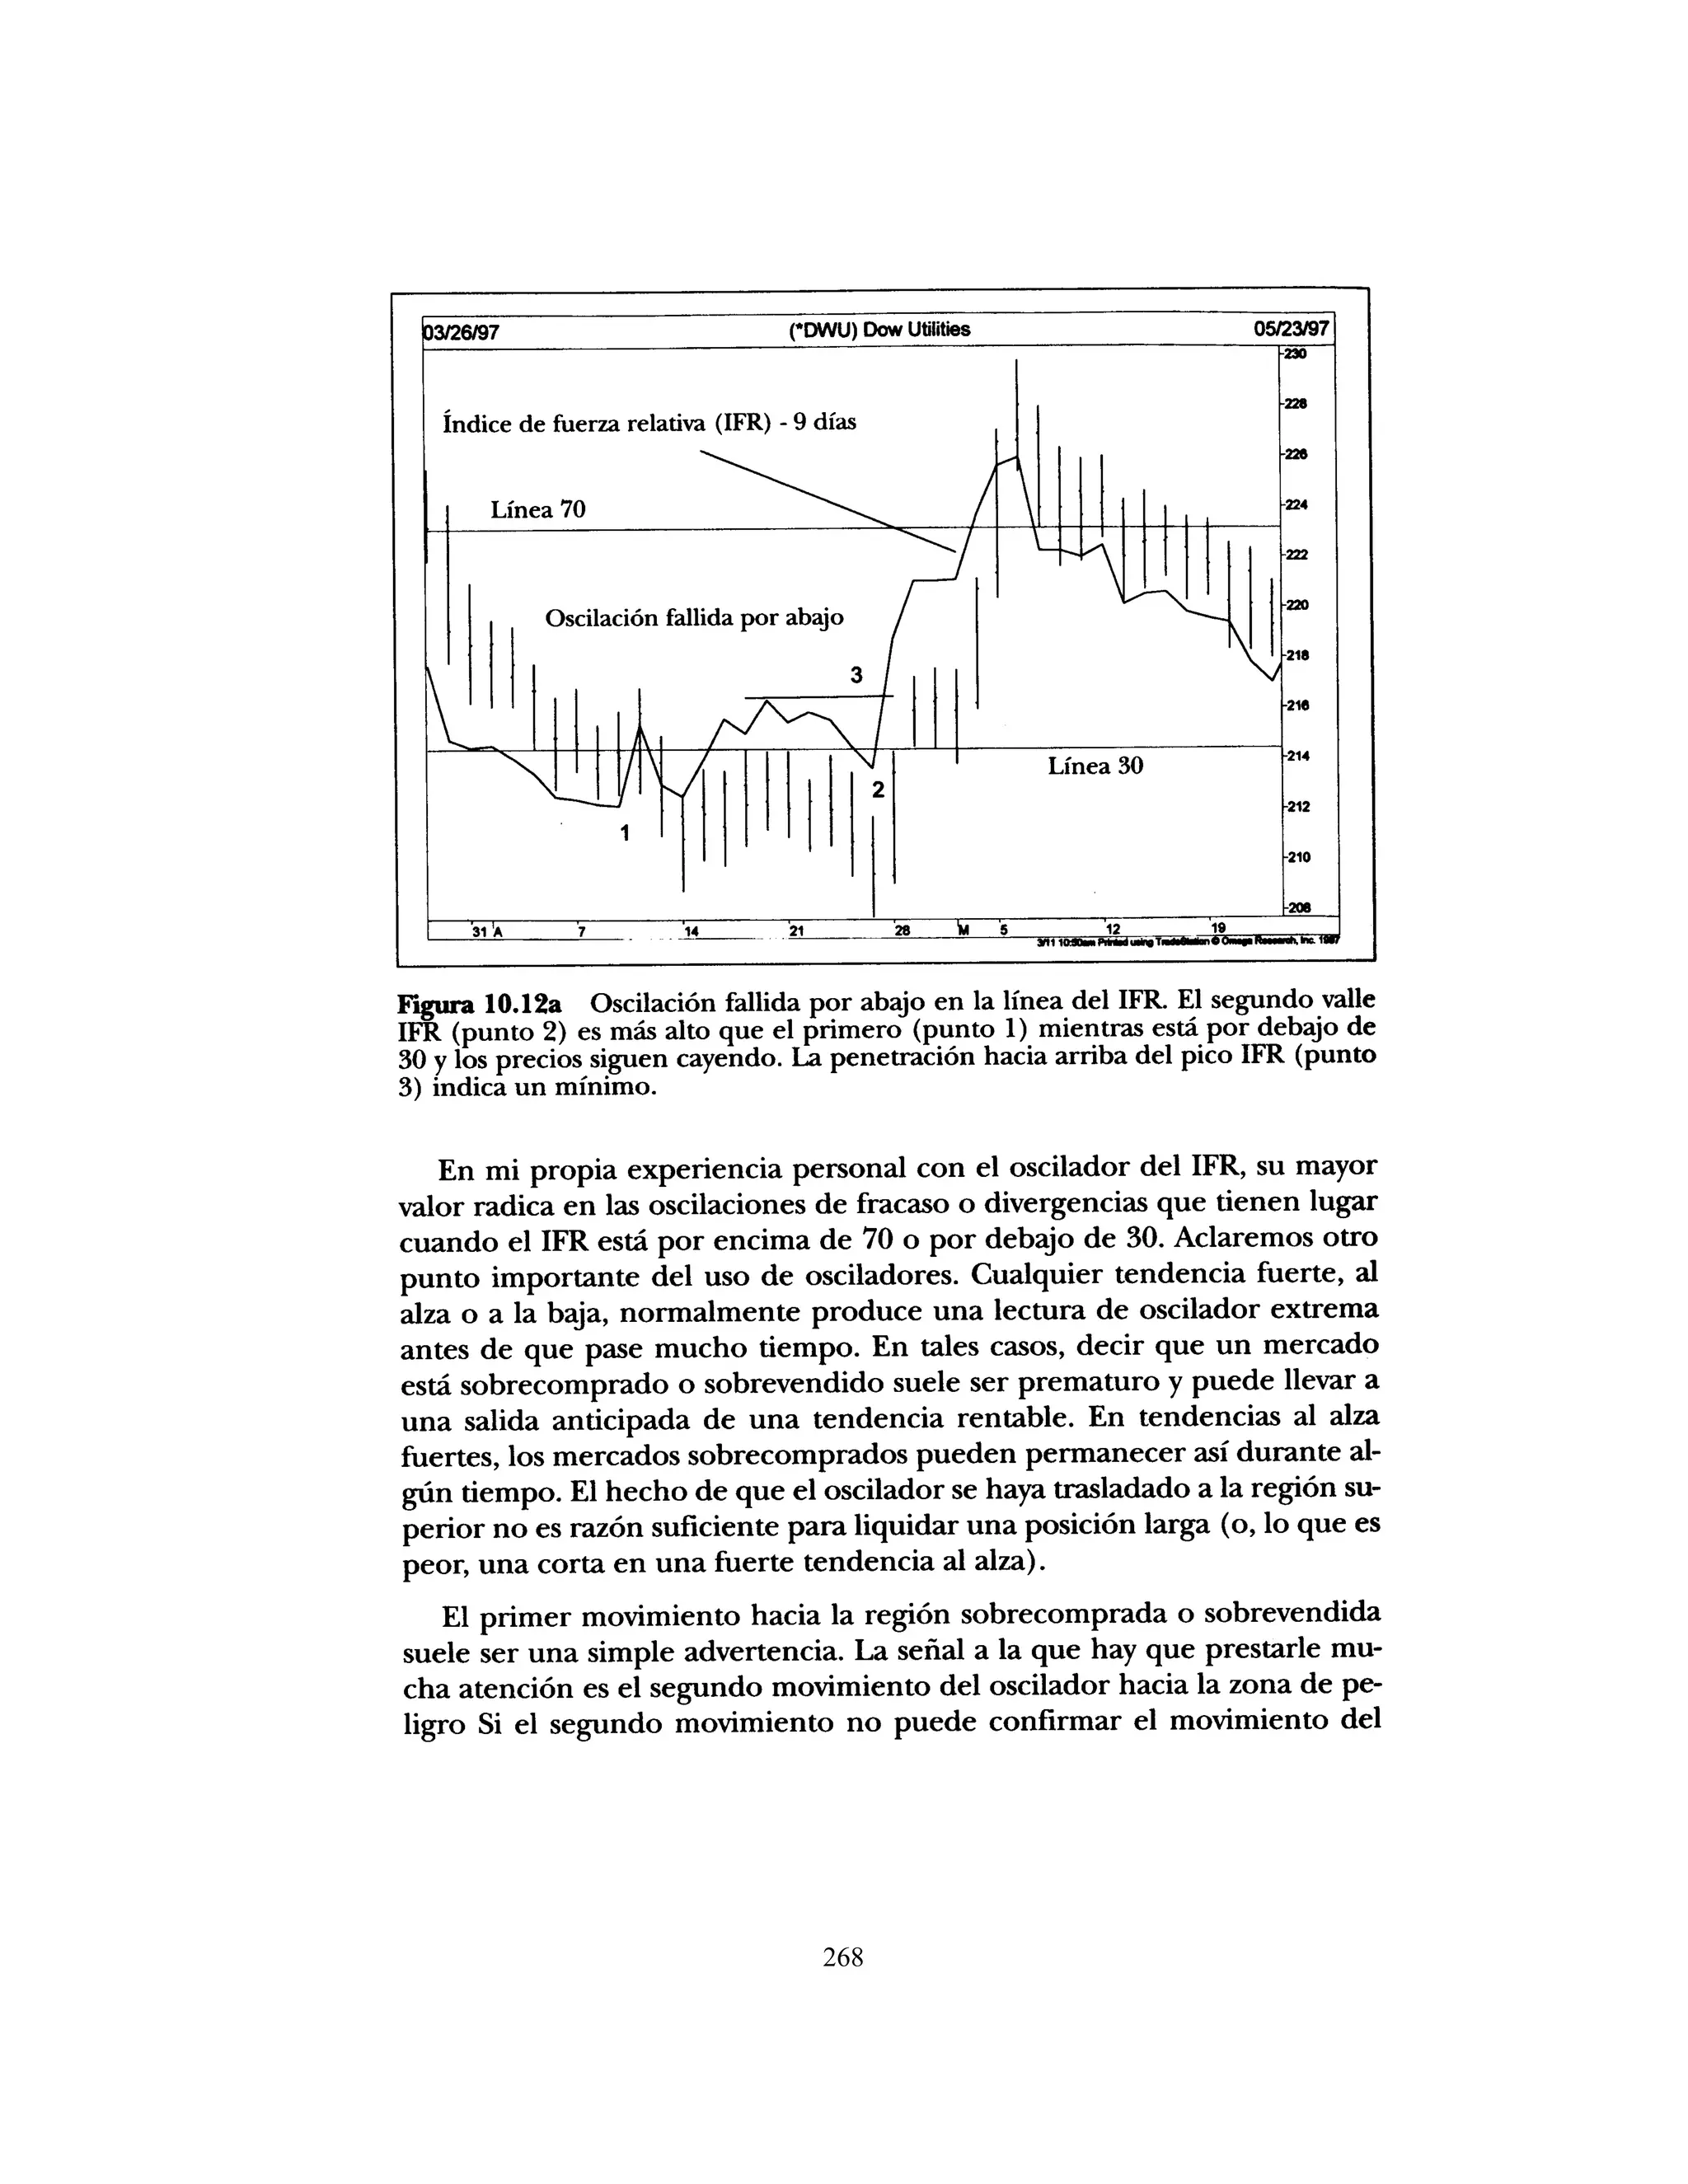 03/26/97 (*DWU) Dow Utilities 05/23/97
230
228
Índice de fuerza relativa (IFR) - 9 días
226
Línea 70
224
222
Oscilación fallida por abajo
220
218
3
216
214
Línea 30
2
212
1
210
208
31 A 7 14 21 28 M 5 12 19
3/11 10:50am Printed using TradeStation © Omega Research, Inc. 1997
Figura 10.12a Oscilación fallida por abajo en la línea del IFR. El segundo valle
IFR (punto 2) es más alto que el primero (punto 1) mientras está por debajo de
30 y los precios siguen cayendo. La penetración hacia arriba del pico IFR (punto
3) indica un mínimo.
En mi propia experiencia personal con el oscilador del IFR, su mayor
valor radica en las oscilaciones de fracaso o divergencias que tienen lugar
cuando el IFR está por encima de 70 o por debajo de 30. Aclaremos otro
punto importante del uso de osciladores. Cualquier tendencia fuerte, al
alza o a la baja, normalmente produce una lectura de oscilador extrema
antes de que pase mucho tiempo. En tales casos, decir que un mercado
está sobrecomprado o sobrevendido suele ser prematuro y puede llevar a
una salida anticipada de una tendencia rentable. En tendencias al alza
fuertes, los mercados sobrecomprados pueden permanecer así durante al-
gún tiempo. El hecho de que el oscilador se haya trasladado a la región su-
perior no es razón suficiente para liquidar una posición larga (o, lo que es
peor, una corta en una fuerte tendencia al alza).
El primer movimiento hacia la región sobrecomprada o sobrevendida
suele ser una simple advertencia. La señal a la que hay que prestarle mu-
cha atención es el segundo movimiento del oscilador hacia la zona de pe-
ligro Si el segundo movimiento no puede confirmar el movimiento del
268